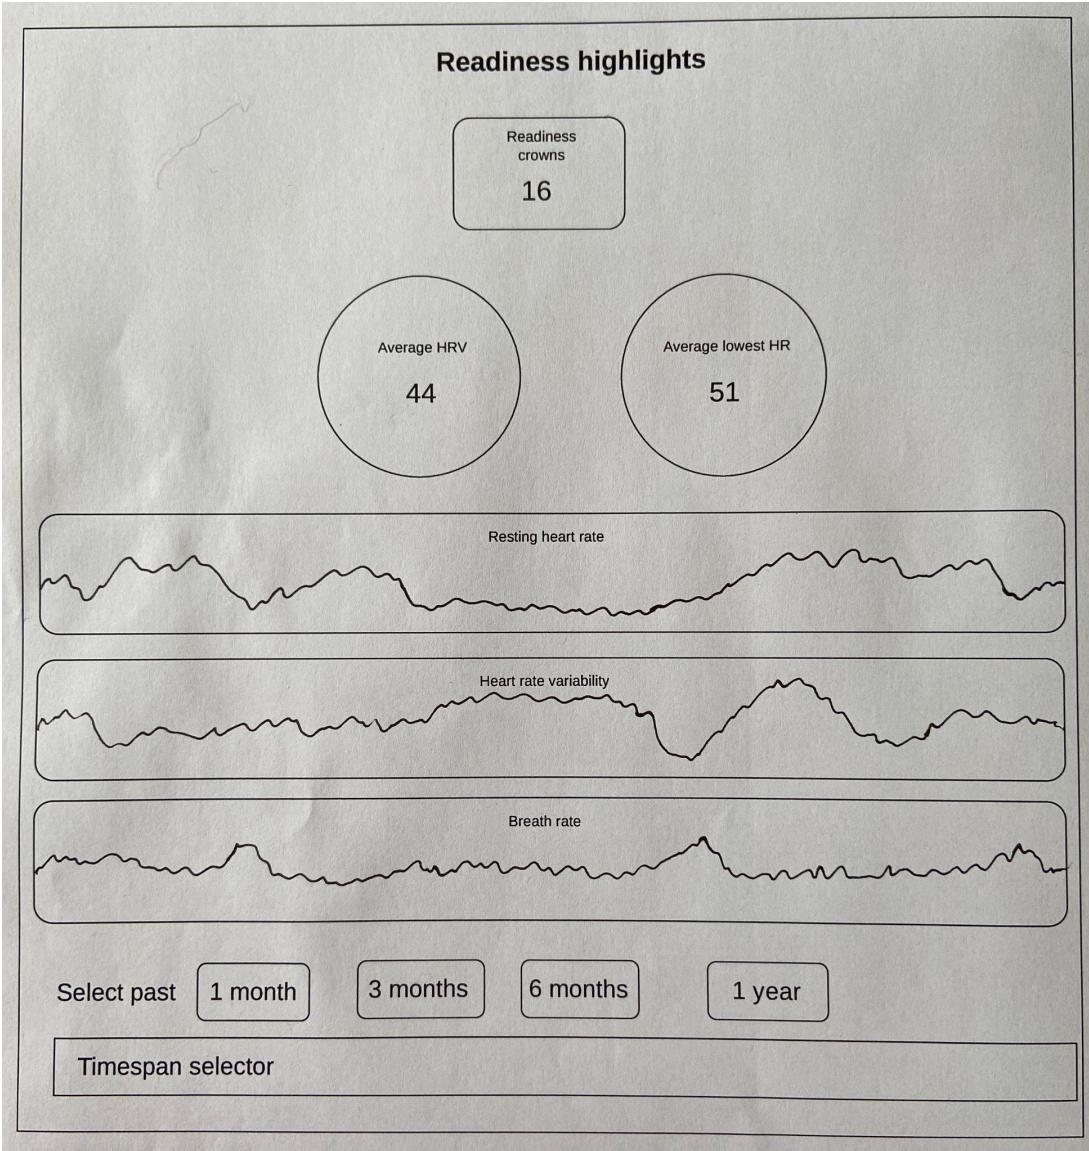 Readiness highlights
Readiness
crowns
16
Average HRV
44
Average lowest HR
51
Resting heart rate
Heart rate variability
Breath rate
Select past 1 month 3 months 6 months 1 year
Timespan selector